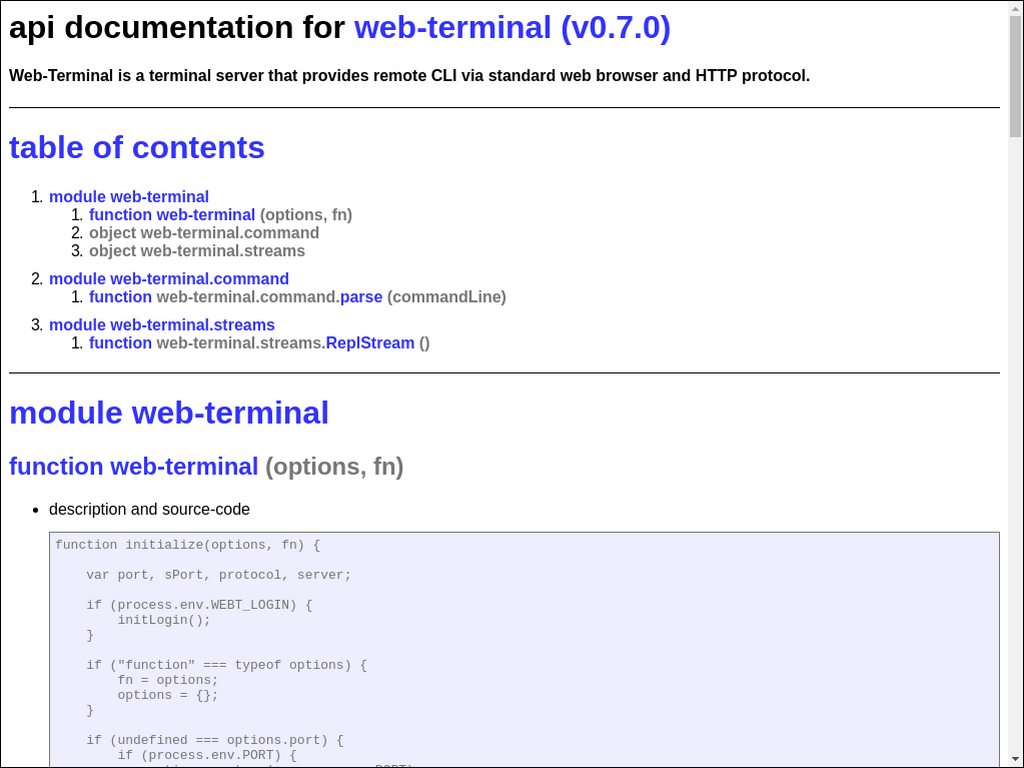 api documentation for web-terminal (v0.7.0)
Web-Terminal is a terminal server that provides remote CLI via standard web browser and HTTP protocol.
table of contents
1. module web-terminal
1. function web-terminal (options, fn)
2. object web-terminal.command
3. object web-terminal.streams
2. module web-terminal.command
1. function web-terminal.command.parse (commandLine)
3. module web-terminal.streams
1. function web-terminal.streams.ReplStream ()
module web-terminal
function web-terminal (options, fn)
• description and source-code
function initialize(options, fn) {
var port, sPort, protocol, server;
if (process.env.WEBT_LOGIN) {
initLogin();
}
if ("function" === typeof options) {
fn = options;
options = {};
}
if (undefined === options.port) {
if (process.env.PORT) {